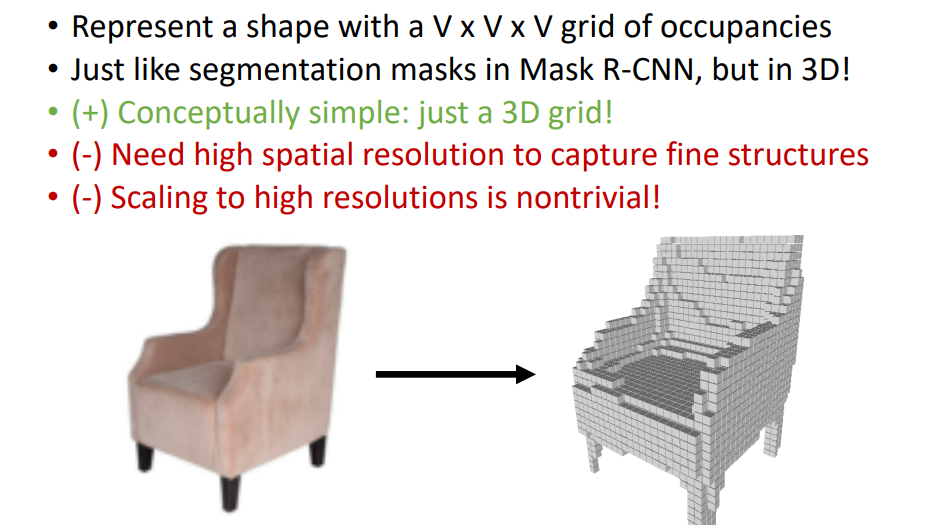 • Represent a shape with a V x V x V grid of occupancies
• Just like segmentation masks in Mask R-CNN, but in 3D!
• (+) Conceptually simple: just a 3D grid!
• (-) Need high spatial resolution to capture fine structures
• (-) Scaling to high resolutions is nontrivial!